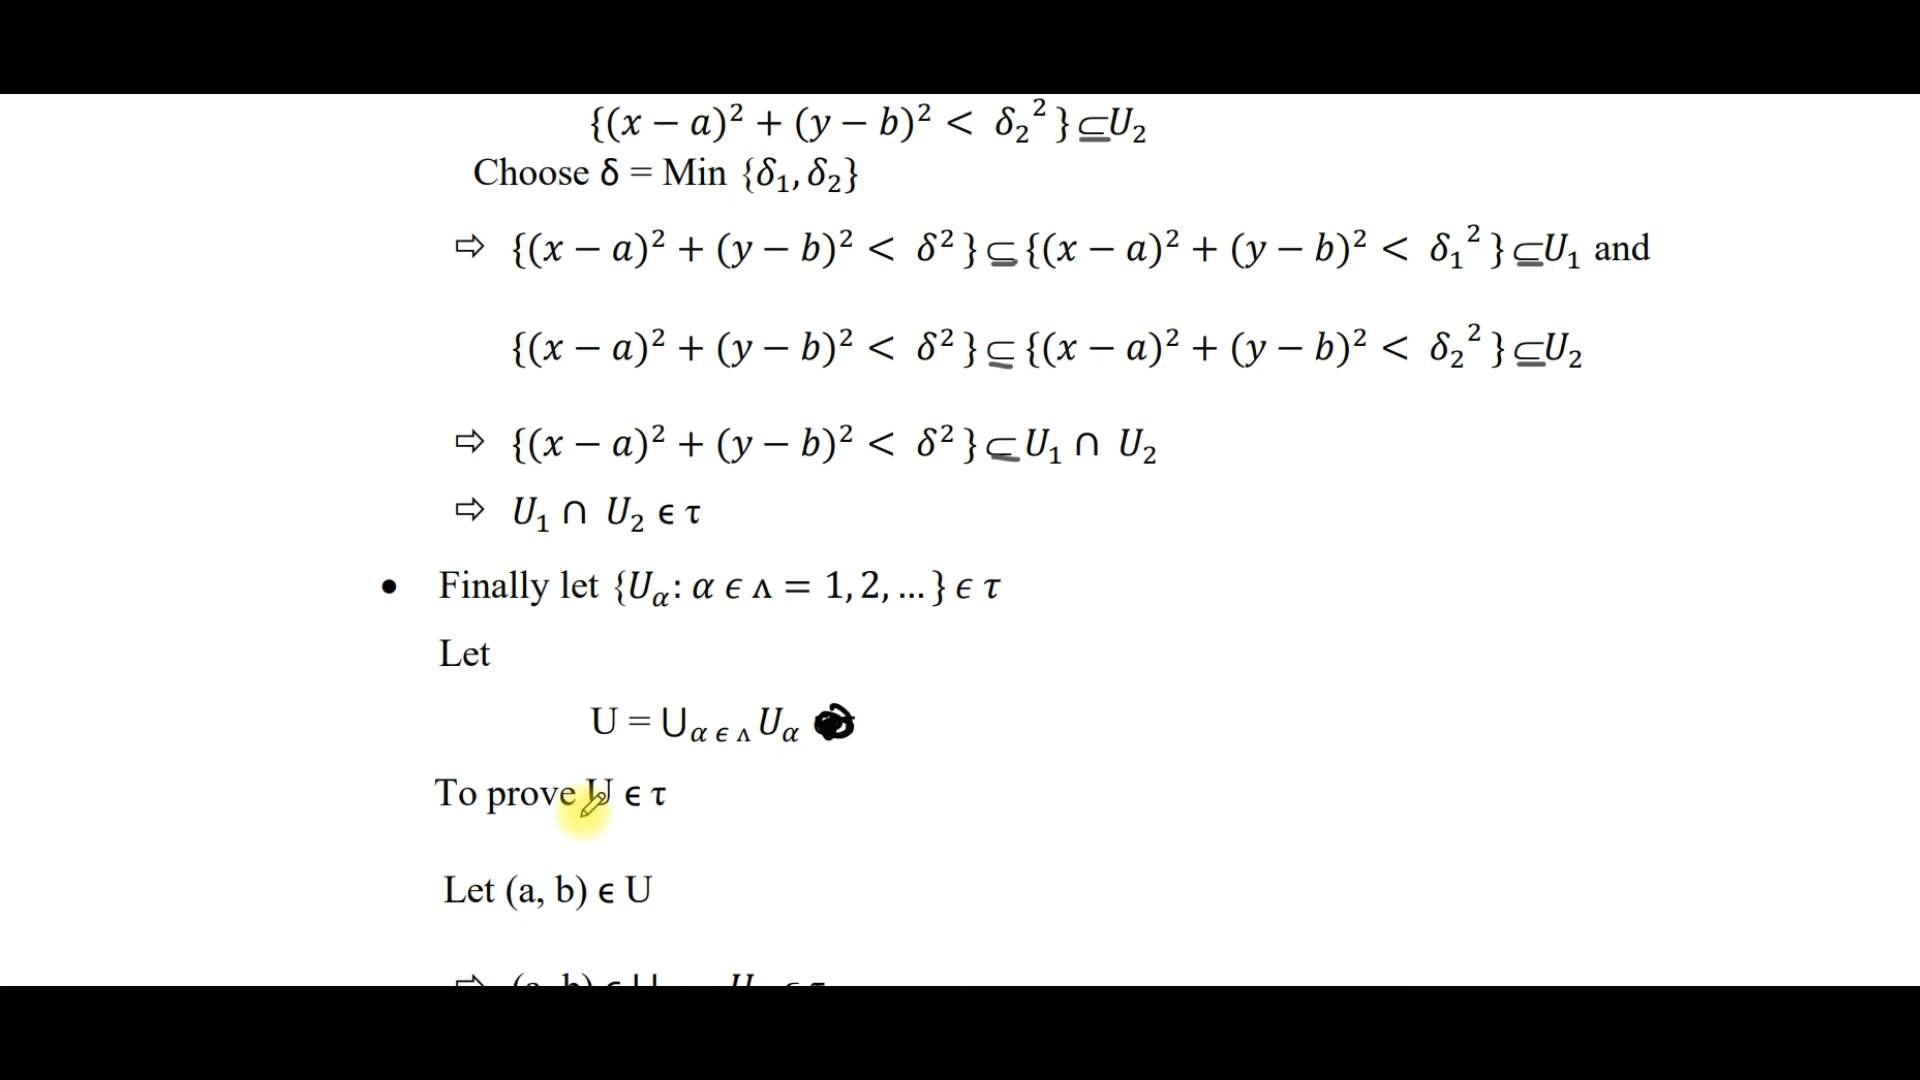 {(x − a)² + (y − b)² < δ₂²}⊆U₂
Choose δ = Min {δ₁, δ₂}
⇨ {(x − a)² + (y − b)² < δ²}⊆{(x − a)² + (y − b)² < δ₁²}⊆U₁ and
{(x − a)² + (y − b)² < δ²}⊆{(x − a)² + (y − b)² < δ₂²}⊆U₂
⇨ {(x − a)² + (y − b)² < δ²}⊆U₁ ∩ U₂
⇨ U₁ ∩ U₂ ϵ τ
• Finally let {U_α: α ϵ ʌ = 1, 2, …} ϵ τ
Let
U = ⋃_{α ϵ ʌ} U_α
To prove U ϵ τ
Let (a, b) ϵ U